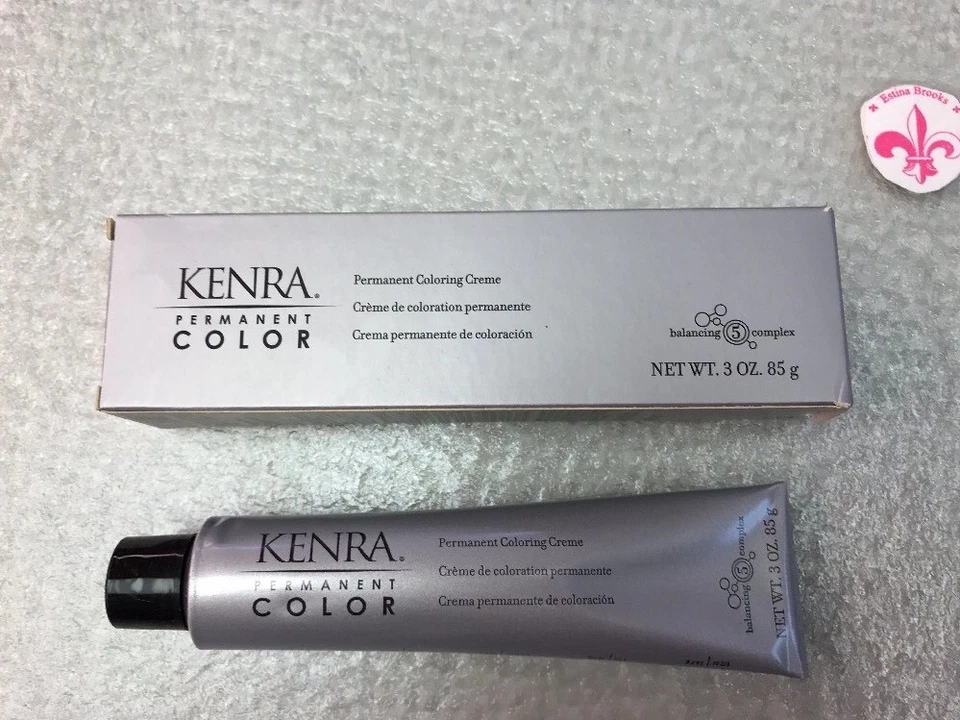 Estina Brooks
KENRA®
PERMANENT
COLOR
Permanent Coloring Creme
Crème de coloration permanente
Crema permanente de coloración
balancing 5 complex
NET WT. 3 OZ. 85 g
KENRA®
PERMANENT
COLOR
Permanent Coloring Creme
Crème de coloration permanente
Crema permanente de coloración
balancing 5 complex
NET WT. 3 OZ. 85 g